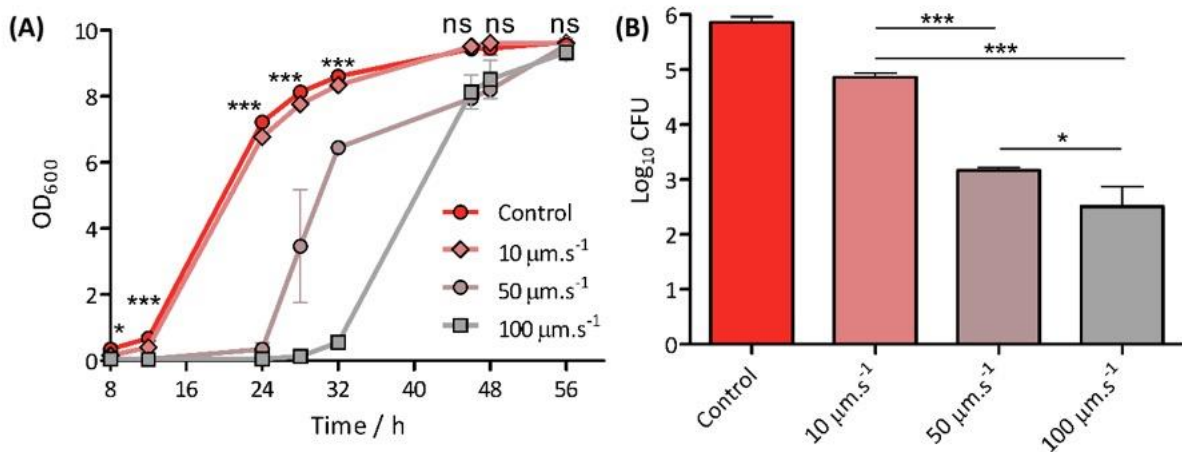 (A)
OD600
10
8
6
4
2
0
ns ns ns
***
***
***
***
*
Control
10 μm.s-1
50 μm.s-1
100 μm.s-1
8 16 24 32 40 48 56
Time / h
(B)
Log10 CFU
6
5
4
3
2
1
0
***
***
*
Control
10 μm.s-1
50 μm.s-1
100 μm.s-1